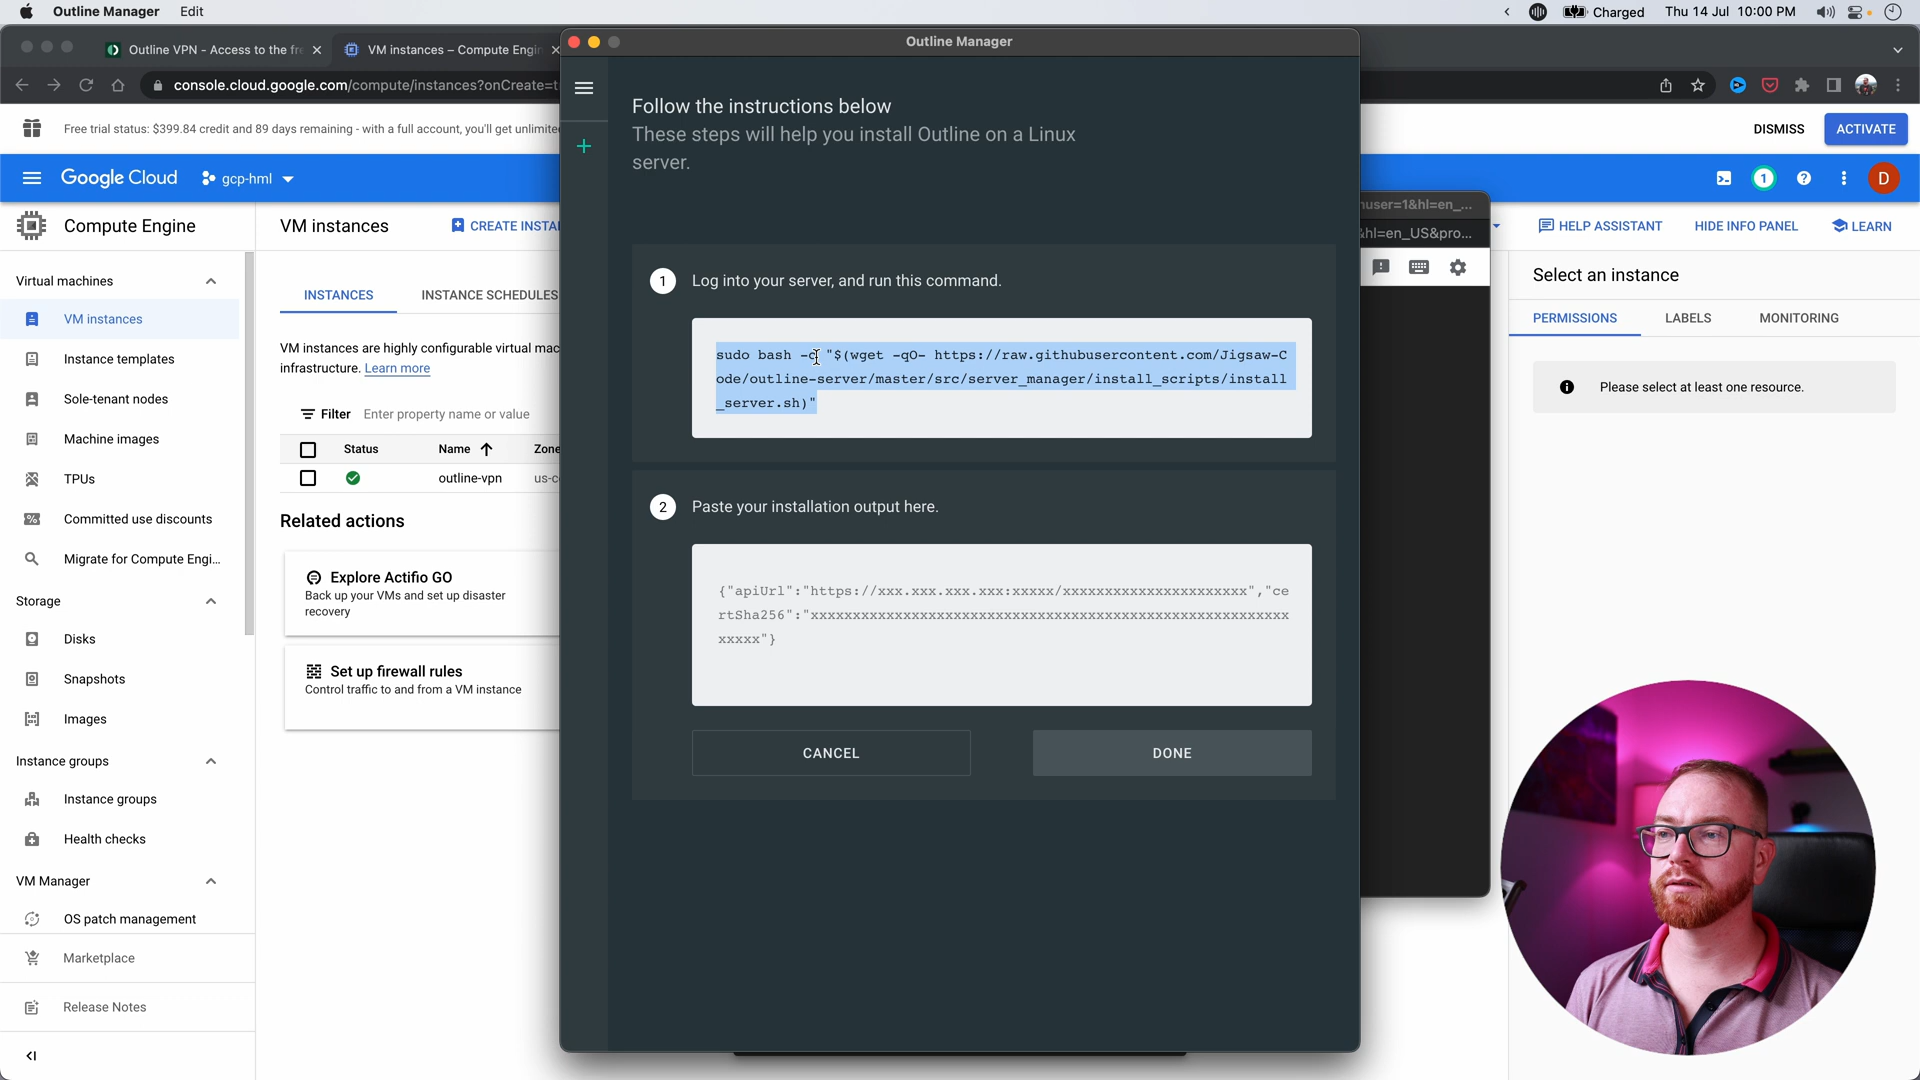 Outline Manager Edit
Charged Thu 14 Jul 10:00 PM
Outline VPN - Access to the fre
VM instances – Compute Engin
Outline Manager
console.cloud.google.com/compute/instances?onCreate=t
Free trial status: $399.84 credit and 89 days remaining - with a full account, you'll get unlimite
DISMISS
ACTIVATE
Google Cloud
gcp-hml
1
D
Compute Engine
VM instances
CREATE INSTA
HELP ASSISTANT
HIDE INFO PANEL
LEARN
Virtual machines
VM instances
Instance templates
Sole-tenant nodes
Machine images
TPUs
Committed use discounts
Migrate for Compute Engi...
Storage
Disks
Snapshots
Images
Instance groups
Instance groups
Health checks
VM Manager
OS patch management
Marketplace
Release Notes
INSTANCES
INSTANCE SCHEDULES
VM instances are highly configurable virtual mac
infrastructure. Learn more
Filter Enter property name or value
Status Name Zone
outline-vpn us-c
Related actions
Explore Actifio GO
Back up your VMs and set up disaster
recovery
Set up firewall rules
Control traffic to and from a VM instance
Follow the instructions below
These steps will help you install Outline on a Linux
server.
1 Log into your server, and run this command.
sudo bash -c "$(wget -qO- https://raw.githubusercontent.com/Jigsaw-C
ode/outline-server/master/src/server_manager/install_scripts/install
_server.sh)"
2 Paste your installation output here.
{"apiUrl":"https://xxx.xxx.xxx.xxx:xxxxx/xxxxxxxxxxxxxxxxxxxxxx","ce
rtSha256":"xxxxxxxxxxxxxxxxxxxxxxxxxxxxxxxxxxxxxxxxxxxxxxxxxxxxxxxxx
xxxxx"}
CANCEL
DONE
user=1&hl=en_...
&hl=en_US&pro...
Select an instance
PERMISSIONS
LABELS
MONITORING
Please select at least one resource.